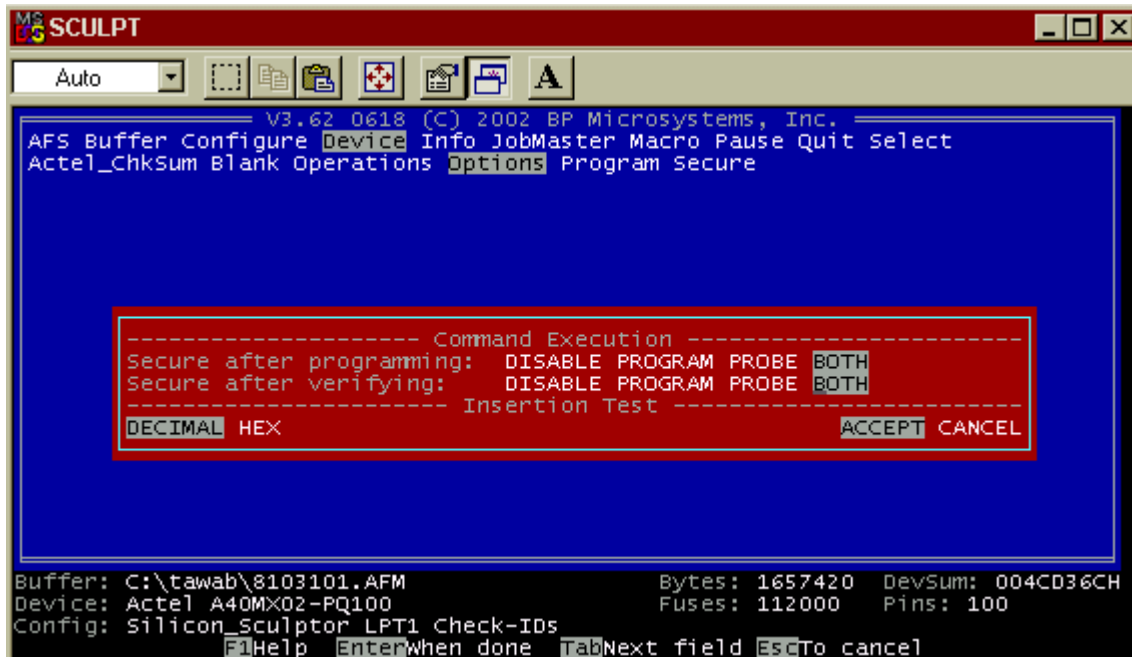 MS DOS SCULPT
Auto A
V3.62 0618 (C) 2002 BP Microsystems, Inc.
AFS Buffer Configure Device Info JobMaster Macro Pause Quit Select
Actel_ChkSum Blank Operations Options Program Secure
--------------------- Command Execution ------------------------
Secure after programming: DISABLE PROGRAM PROBE BOTH
Secure after verifying: DISABLE PROGRAM PROBE BOTH
----------------------- Insertion Test -------------------------
DECIMAL HEX ACCEPT CANCEL
Buffer: C:\tawab\8103101.AFM Bytes: 1657420 DevSum: 004CD36CH
Device: Actel A40MX02-PQ100 Fuses: 112000 Pins: 100
Config: Silicon_Sculptor LPT1 Check-IDs
F1Help EnterWhen done TabNext field EscTo cancel